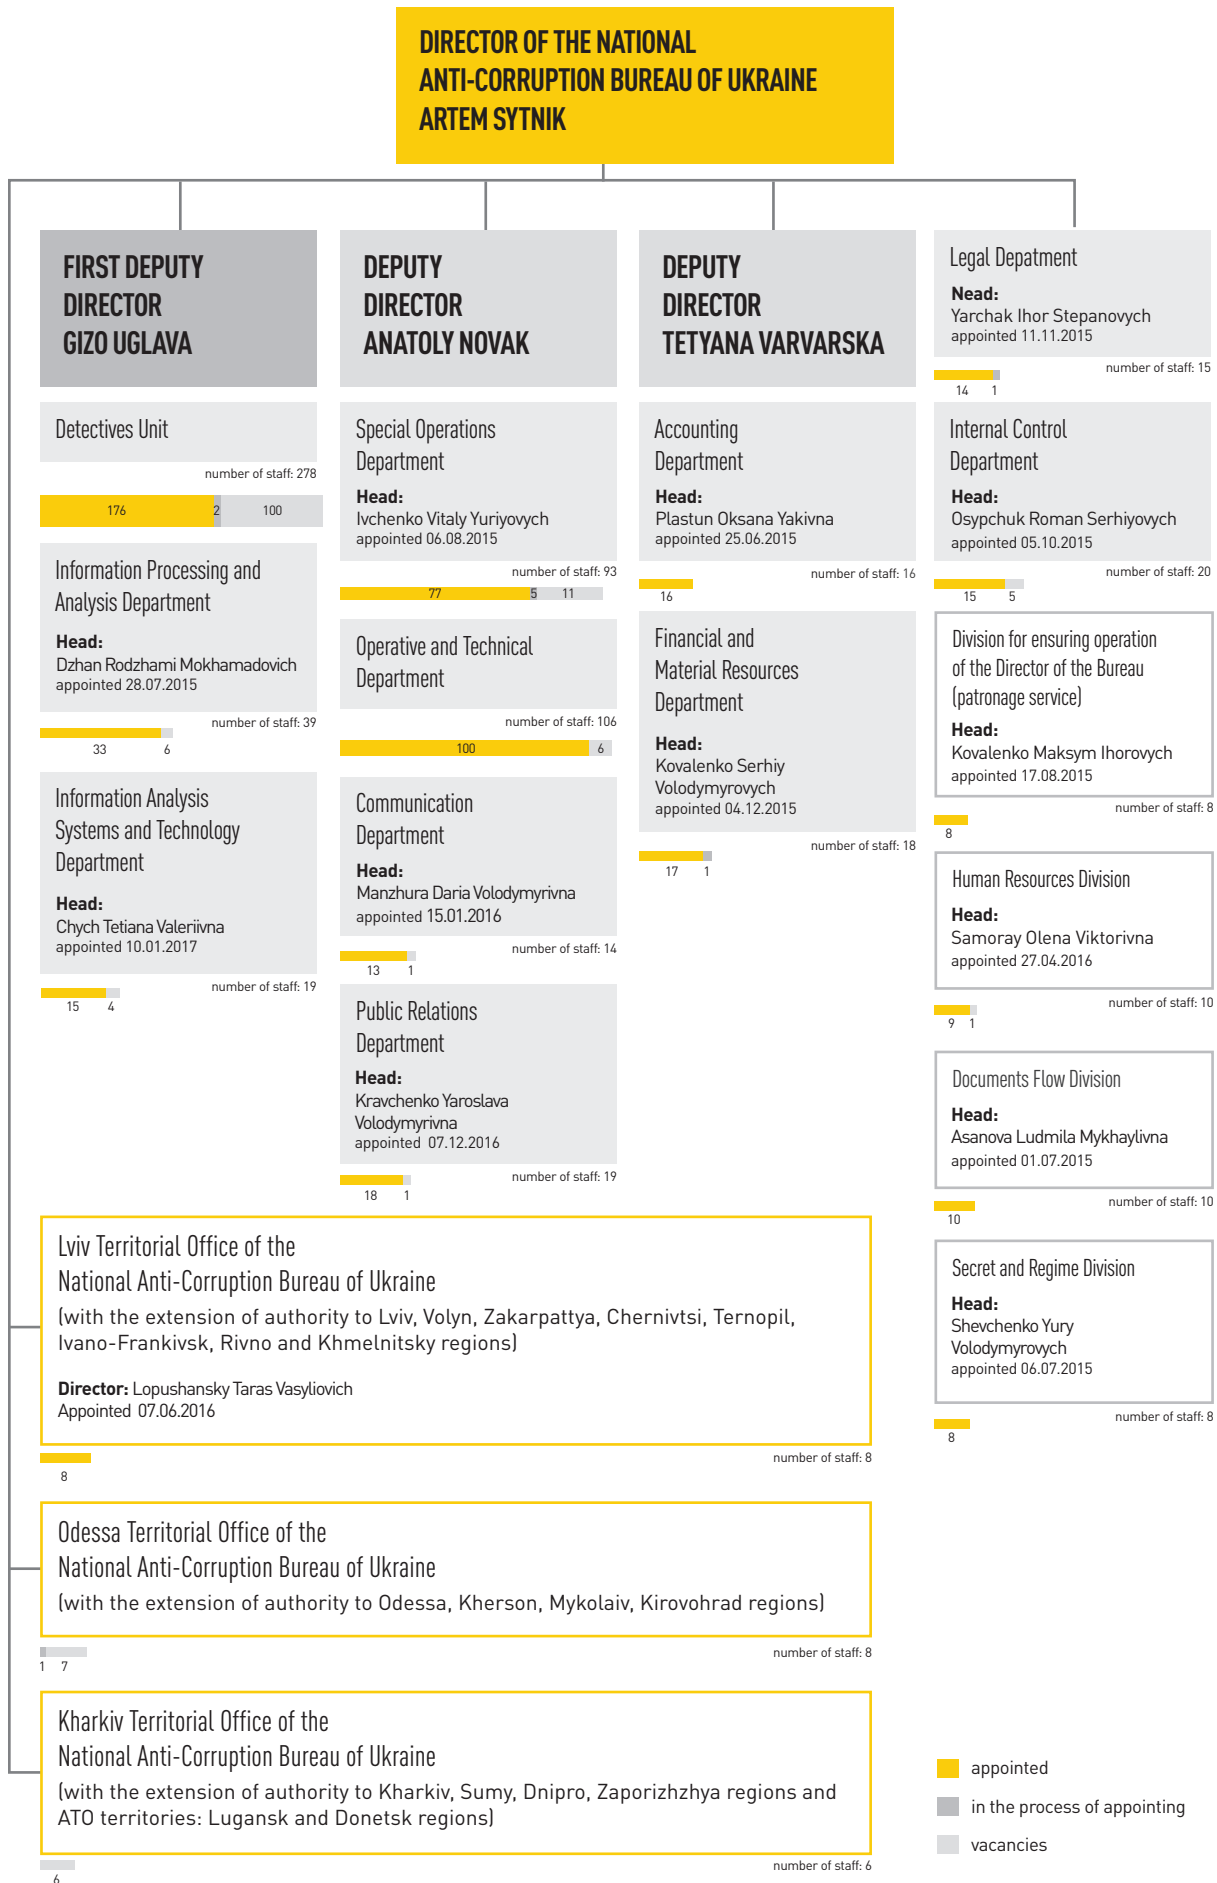 DIRECTOR OF THE NATIONAL
ANTI-CORRUPTION BUREAU OF UKRAINE
ARTEM SYTNIK
FIRST DEPUTY
DIRECTOR
GIZO UGLAVA
Detectives Unit
number of staff: 278
176 2 100
Information Processing and
Analysis Department
Head:
Dzhan Rodzhami Mokhamadovich
appointed 28.07.2015
number of staff: 39
33 6
Information Analysis
Systems and Technology
Department
Head:
Chych Tetiana Valeriivna
appointed 10.01.2017
number of staff: 19
15 4
DEPUTY
DIRECTOR
ANATOLY NOVAK
Special Operations
Department
Head:
Ivchenko Vitaly Yuriyovych
appointed 06.08.2015
number of staff: 93
77 5 11
Operative and Technical
Department
number of staff: 106
100 6
Communication
Department
Head:
Manzhura Daria Volodymyrivna
appointed 15.01.2016
number of staff: 14
13 1
Public Relations
Department
Head:
Kravchenko Yaroslava
Volodymyrivna
appointed 07.12.2016
number of staff: 19
18 1
DEPUTY
DIRECTOR
TETYANA VARVARSKA
Accounting
Department
Head:
Plastun Oksana Yakivna
appointed 25.06.2015
number of staff: 16
16
Financial and
Material Resources
Department
Head:
Kovalenko Serhiy
Volodymyrovych
appointed 04.12.2015
number of staff: 18
17 1
Legal Depatment
Nead:
Yarchak Ihor Stepanovych
appointed 11.11.2015
number of staff: 15
14 1
Internal Control
Department
Head:
Osypchuk Roman Serhiyovych
appointed 05.10.2015
number of staff: 20
15 5
Division for ensuring operation
of the Director of the Bureau
(patronage service)
Head:
Kovalenko Maksym Ihorovych
appointed 17.08.2015
number of staff: 8
8
Human Resources Division
Head:
Samoray Olena Viktorivna
appointed 27.04.2016
number of staff: 10
9 1
Documents Flow Division
Head:
Asanova Ludmila Mykhaylivna
appointed 01.07.2015
number of staff: 10
10
Secret and Regime Division
Head:
Shevchenko Yury
Volodymyrovych
appointed 06.07.2015
number of staff: 8
8
Lviv Territorial Office of the
National Anti-Corruption Bureau of Ukraine
(with the extension of authority to Lviv, Volyn, Zakarpattya, Chernivtsi, Ternopil,
Ivano-Frankivsk, Rivno and Khmelnitsky regions)
Director: Lopushansky Taras Vasyliovich
Appointed 07.06.2016
number of staff: 8
8
Odessa Territorial Office of the
National Anti-Corruption Bureau of Ukraine
(with the extension of authority to Odessa, Kherson, Mykolaiv, Kirovohrad regions)
number of staff: 8
1 7
Kharkiv Territorial Office of the
National Anti-Corruption Bureau of Ukraine
(with the extension of authority to Kharkiv, Sumy, Dnipro, Zaporizhzhya regions and
ATO territories: Lugansk and Donetsk regions)
number of staff: 6
6
appointed
in the process of appointing
vacancies